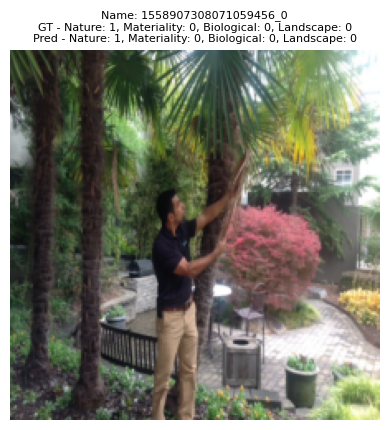 Name: 1558907308071059456_0
GT - Nature: 1, Materiality: 0, Biological: 0, Landscape: 0
Pred - Nature: 1, Materiality: 0, Biological: 0, Landscape: 0